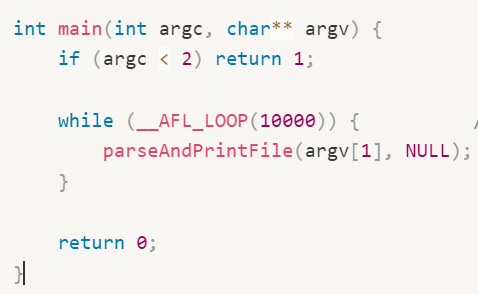 int main(int argc, char** argv) {
    if (argc < 2) return 1;
    while (__AFL_LOOP(10000)) { /
        parseAndPrintFile(argv[1], NULL);
    }
    return 0;
}